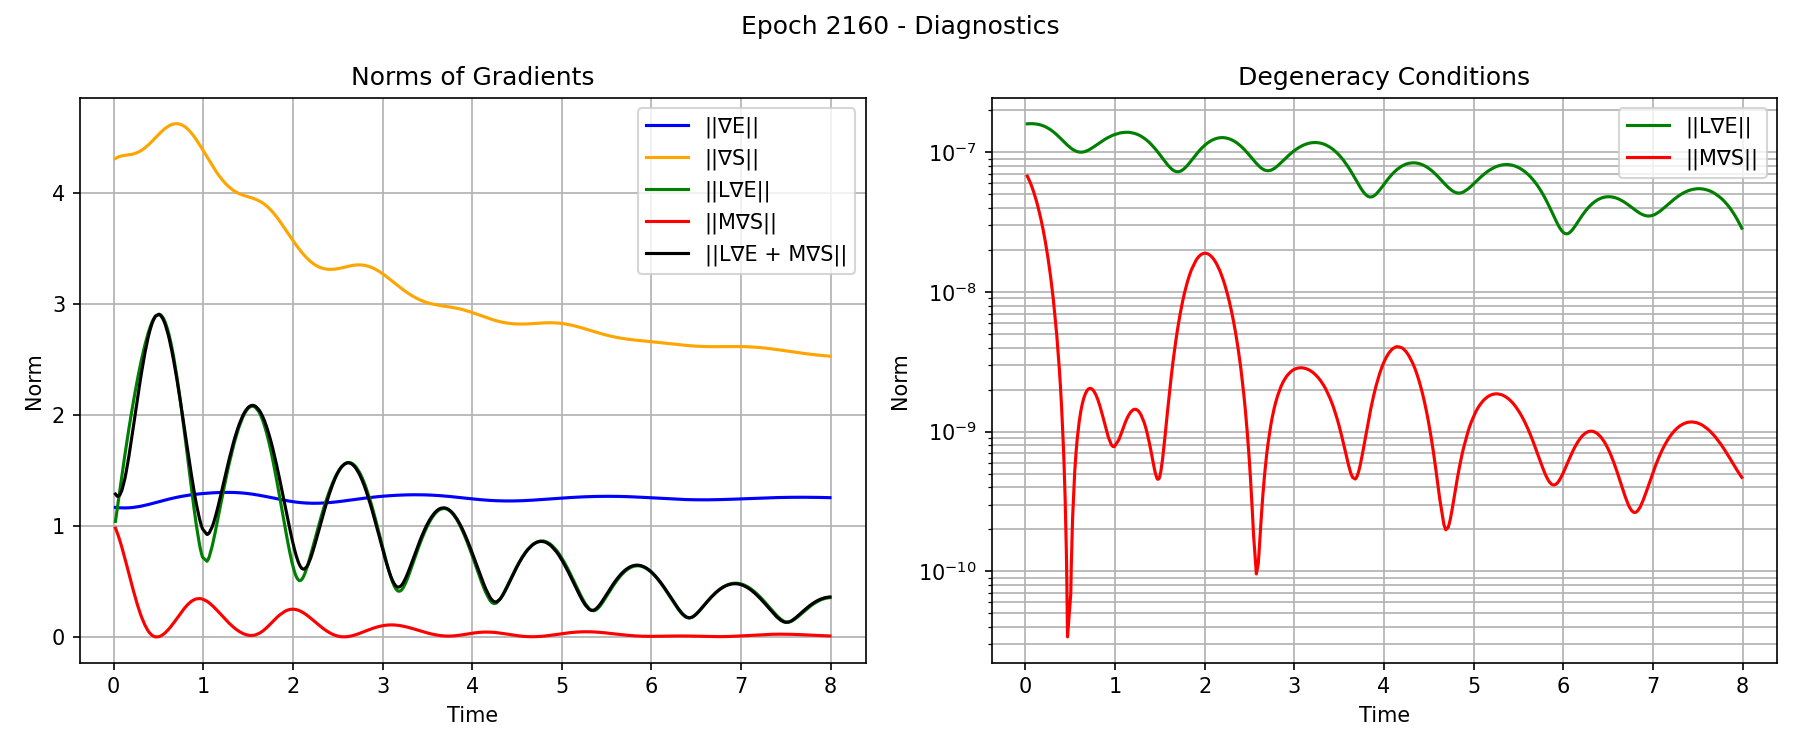 Epoch 2160 - Diagnostics
Norms of Gradients
Norm
4
3
2
1
0
0 1 2 3 4 5 6 7 8
Time
||∇E||
||∇S||
||L∇E||
||M∇S||
||L∇E + M∇S||
Degeneracy Conditions
Norm
10⁻⁷
10⁻⁸
10⁻⁹
10⁻¹⁰
0 1 2 3 4 5 6 7 8
Time
||L∇E||
||M∇S||